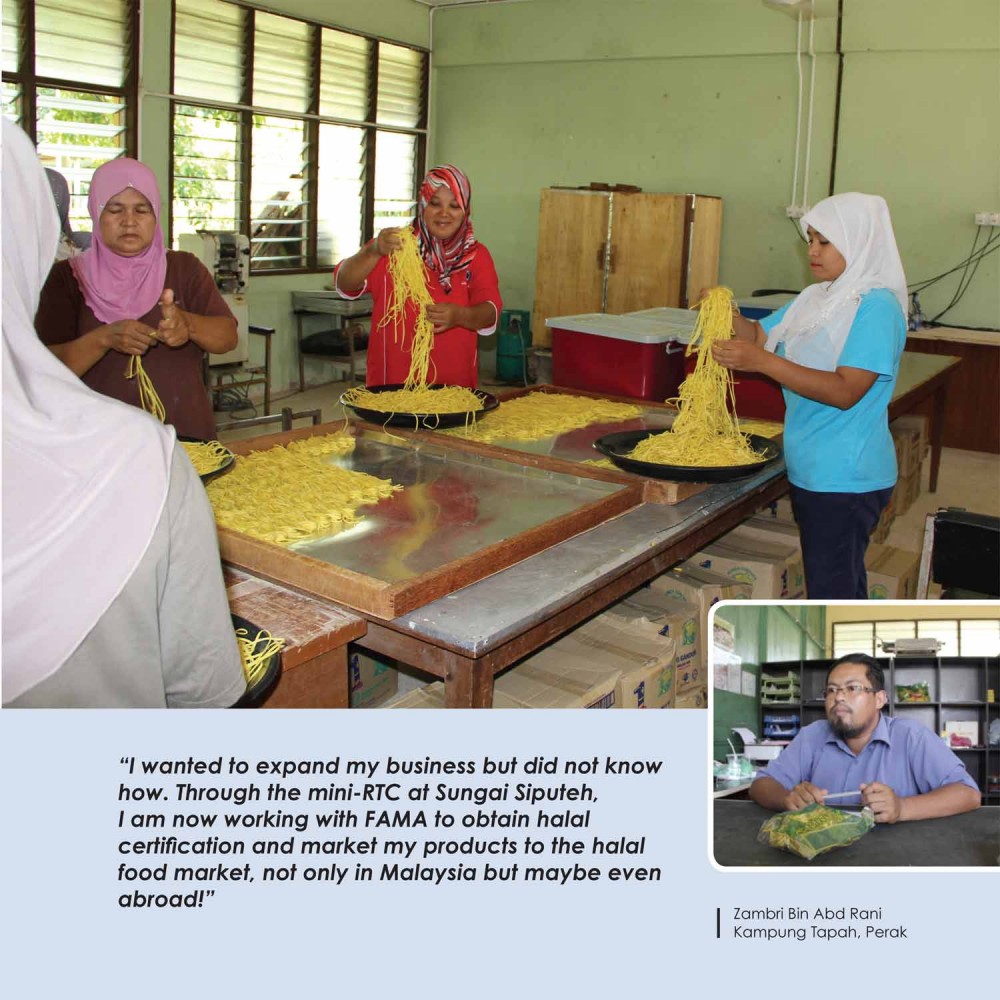 “I wanted to expand my business but did not know
how. Through the mini-RTC at Sungai Siputeh,
I am now working with FAMA to obtain halal
certification and market my products to the halal
food market, not only in Malaysia but maybe even
abroad!”
Zambri Bin Abd Rani
Kampung Tapah, Perak